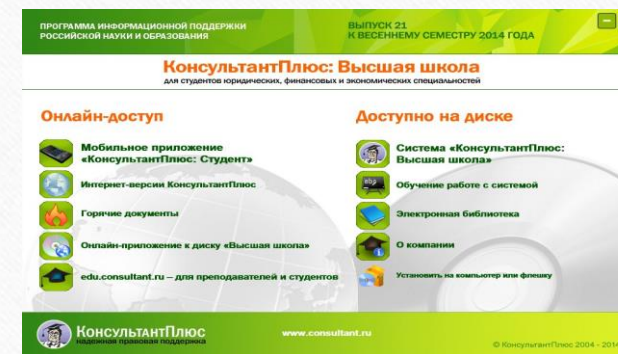 ПРОГРАММА ИНФОРМАЦИОННОЙ ПОДДЕРЖКИ
РОССИЙСКОЙ НАУКИ И ОБРАЗОВАНИЯ
ВЫПУСК 21
К ВЕСЕННЕМУ СЕМЕСТРУ 2014 ГОДА
КонсультантПлюс: Высшая школа
для студентов юридических, финансовых и экономических специальностей
Онлайн-доступ
Мобильное приложение
«КонсультантПлюс: Студент»
Интернет-версии КонсультантПлюс
Горячие документы
Онлайн-приложение к диску «Высшая школа»
edu.consultant.ru – для преподавателей и студентов
Доступно на диске
Система «КонсультантПлюс:
Высшая школа»
Обучение работе с системой
Электронная библиотека
О компании
Установить на компьютер или флешку
КонсультантПлюс
надежная правовая поддержка
www.consultant.ru
© КонсультантПлюс 2004 - 2014